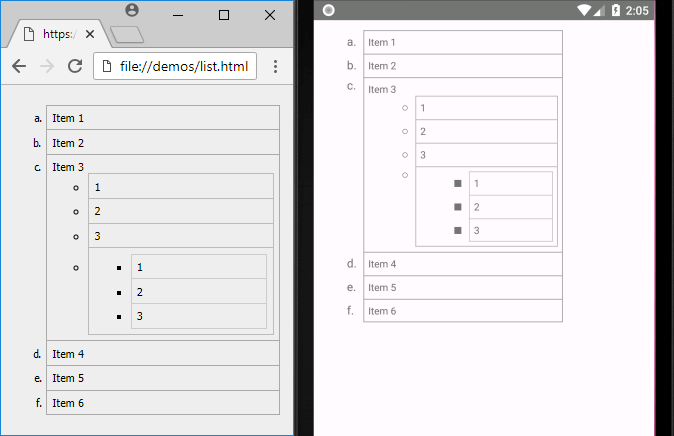 https:/
file://demos/list.html
a. Item 1
b. Item 2
c. Item 3
1
2
3
1
2
3
d. Item 4
e. Item 5
f. Item 6
2:05
a. Item 1
b. Item 2
c. Item 3
1
2
3
1
2
3
d. Item 4
e. Item 5
f. Item 6